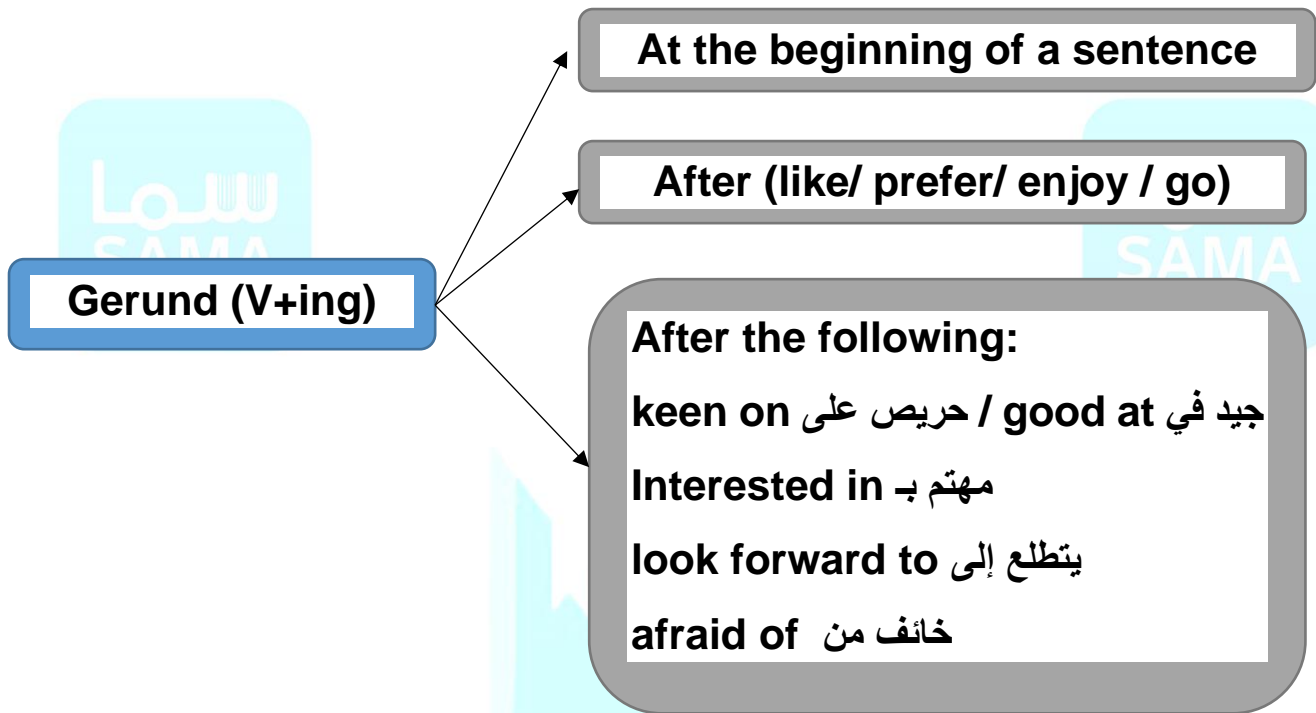 At the beginning of a sentence
After (like/ prefer/ enjoy / go)
Gerund (V+ing)
After the following:
keen on حريص على / good at جيد في
Interested in مهتم بـ
look forward to يتطلع إلى
afraid of خائف من
سما
SAMA
SAMA